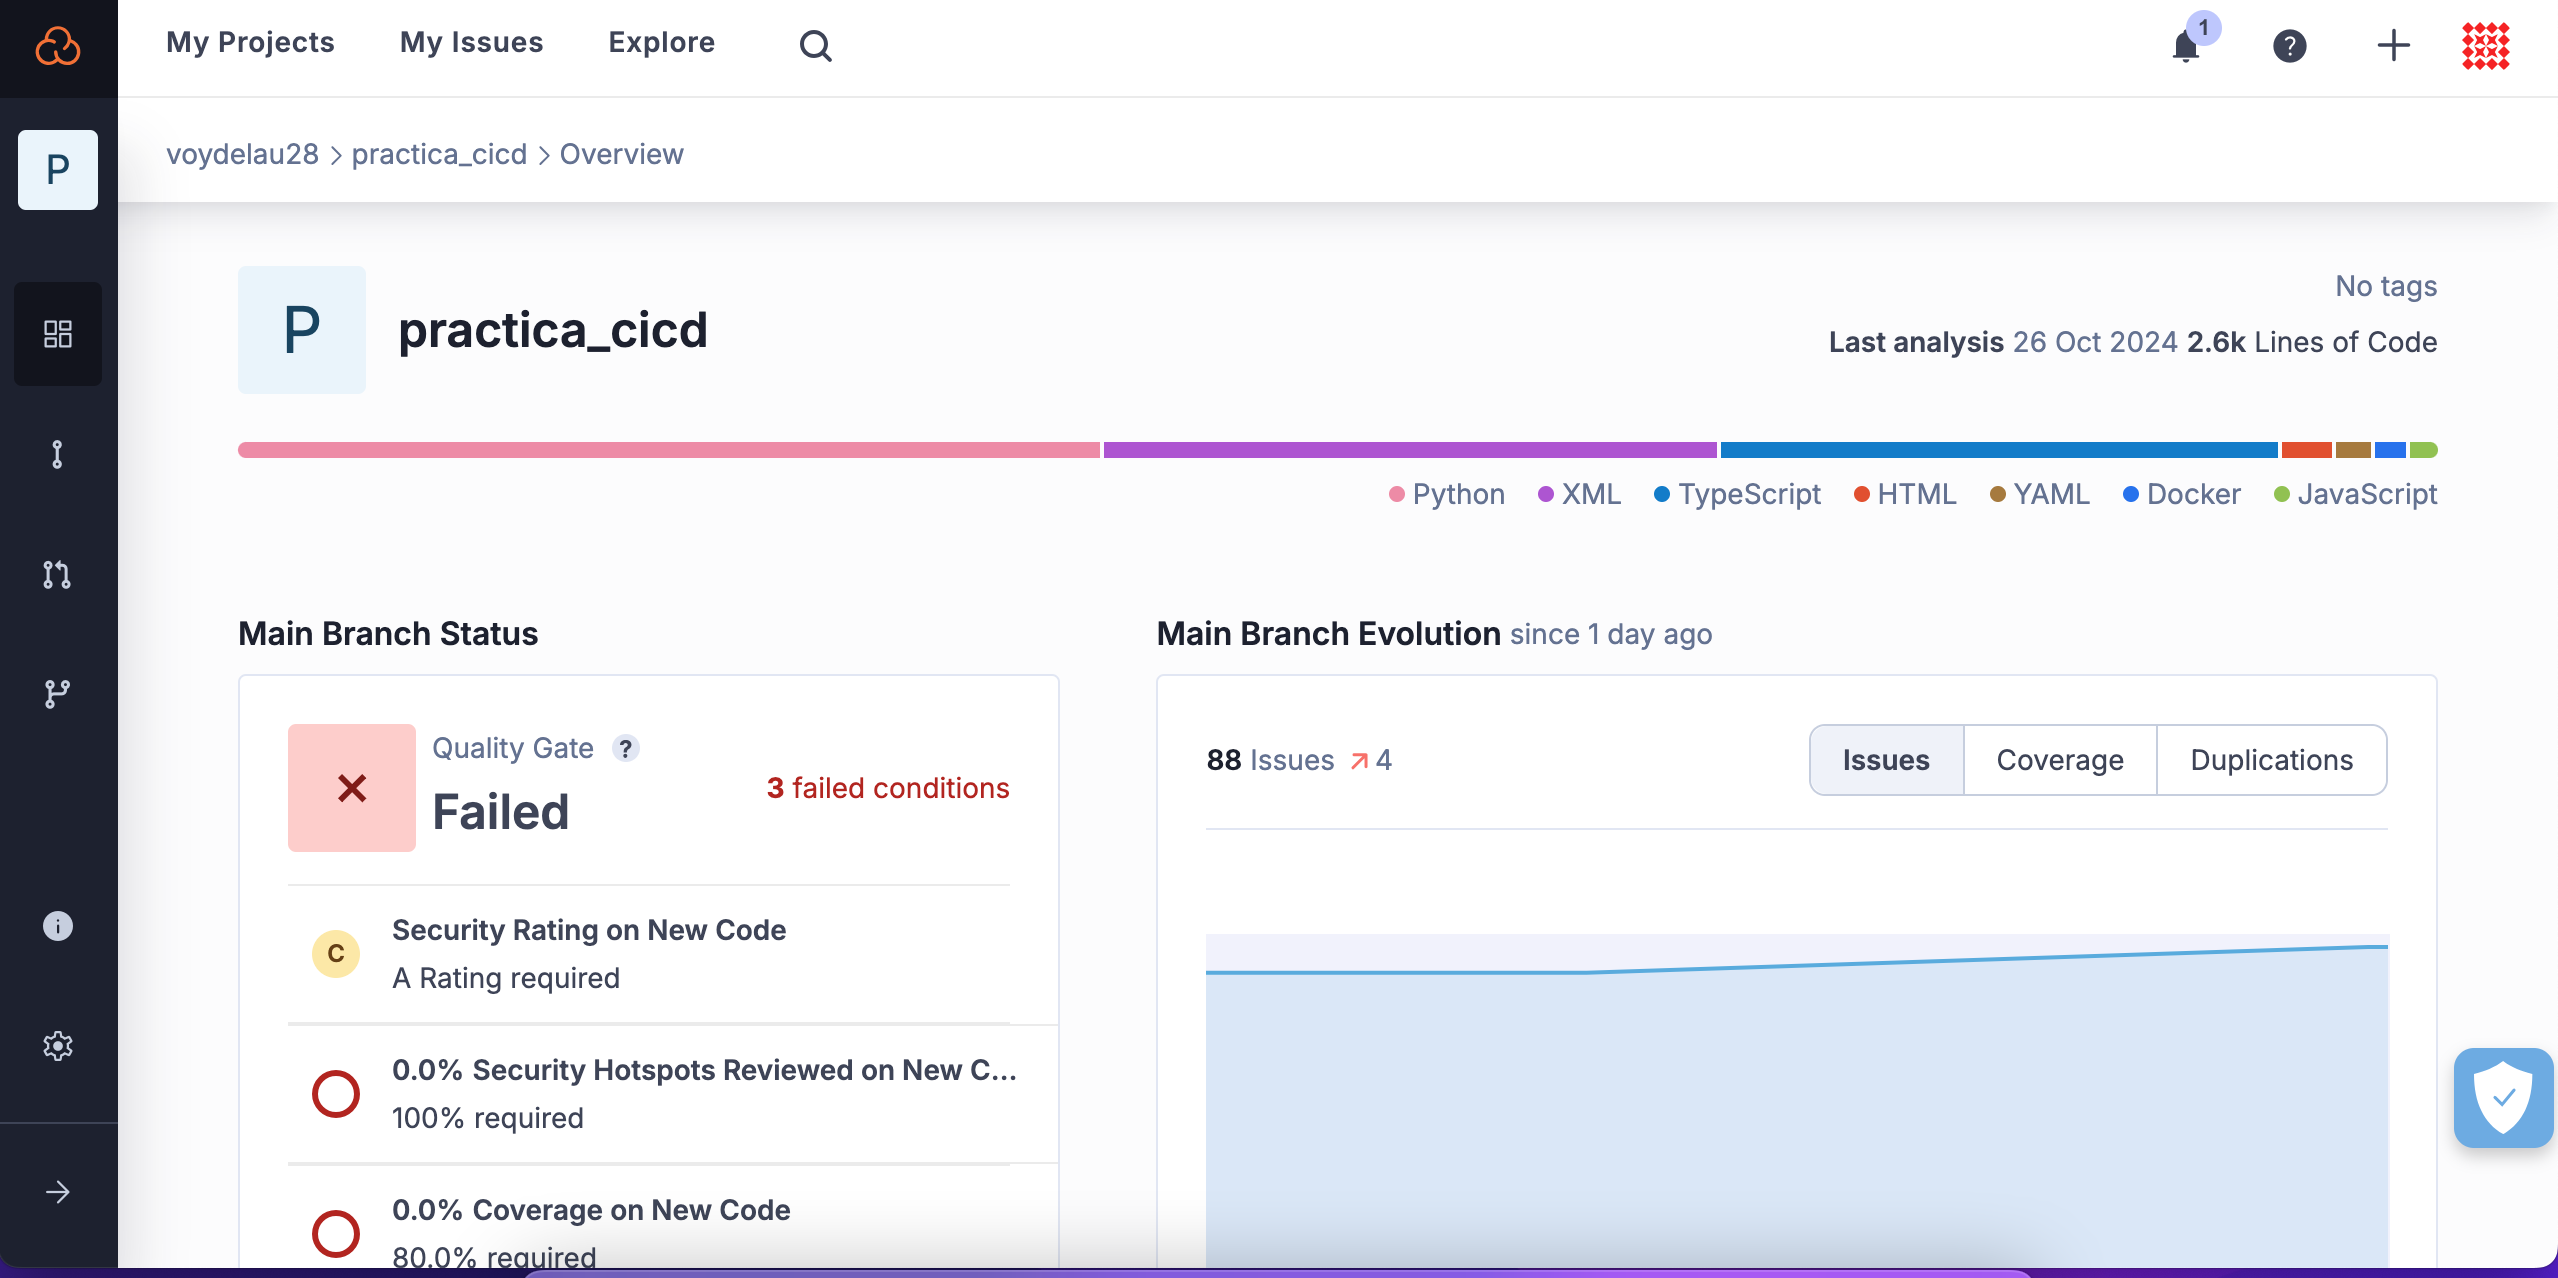 My Projects My Issues Explore
1
?
P
voydelau28 > practica_cicd > Overview
P
practica_cicd
No tags
Last analysis 26 Oct 2024 2.6k Lines of Code
Python XML TypeScript HTML YAML Docker JavaScript
Main Branch Status
Quality Gate ?
Failed
3 failed conditions
C
Security Rating on New Code
A Rating required
0.0% Security Hotspots Reviewed on New C...
100% required
0.0% Coverage on New Code
80.0% required
Main Branch Evolution since 1 day ago
88 Issues 4
Issues Coverage Duplications